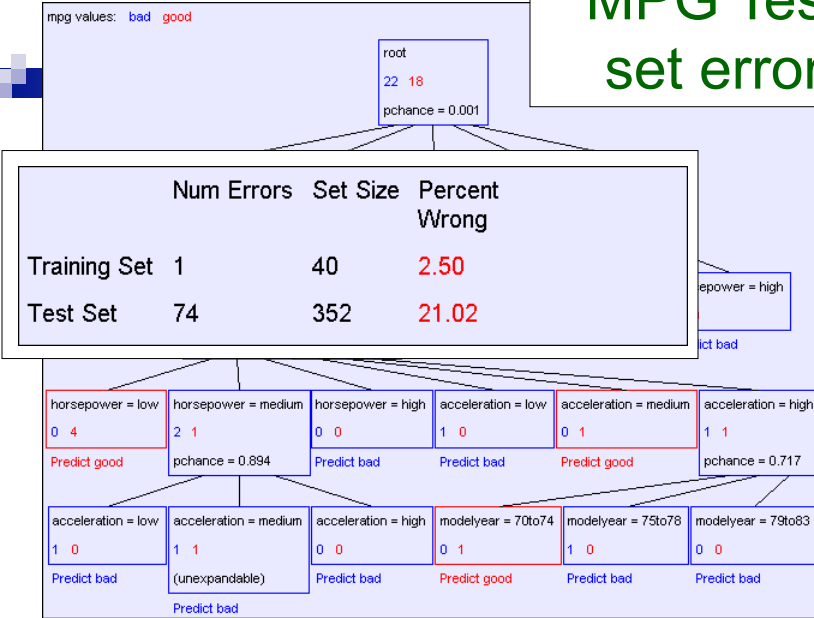 MPG Tes
set error
mpg values: bad good
root
22 18
pchance = 0.001
Num Errors Set Size Percent
Wrong
Training Set 1 40 2.50
Test Set 74 352 21.02
epower = high
ict bad
horsepower = low horsepower = medium horsepower = high acceleration = low acceleration = medium acceleration = high
0 4 2 1 0 0 1 0 0 1 1 1
Predict good pchance = 0.894 Predict bad Predict bad Predict good pchance = 0.717
acceleration = low acceleration = medium acceleration = high modelyear = 70to74 modelyear = 75to78 modelyear = 79to83
1 0 1 1 0 0 0 1 1 0 0 0
Predict bad (unexpandable) Predict bad Predict good Predict bad Predict bad
Predict bad